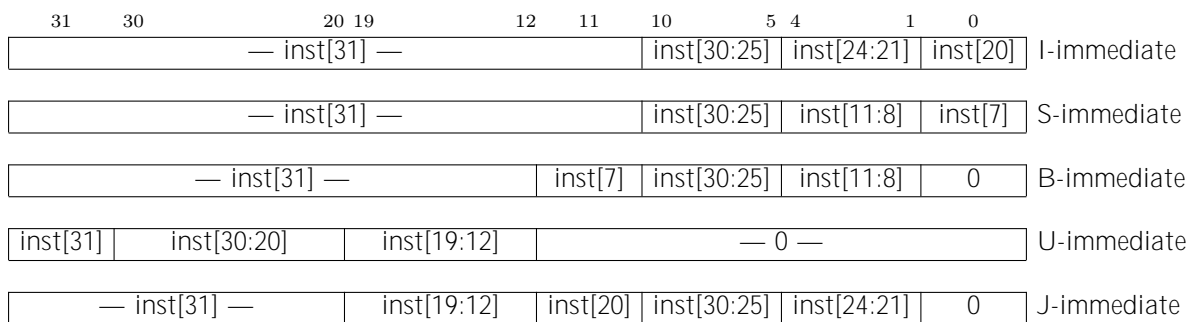 31 30 20 19 12 11 10 5 4 1 0
— inst[31] — inst[30:25] inst[24:21] inst[20] I-immediate
— inst[31] — inst[30:25] inst[11:8] inst[7] S-immediate
— inst[31] — inst[7] inst[30:25] inst[11:8] 0 B-immediate
inst[31] inst[30:20] inst[19:12] — 0 — U-immediate
— inst[31] — inst[19:12] inst[20] inst[30:25] inst[24:21] 0 J-immediate